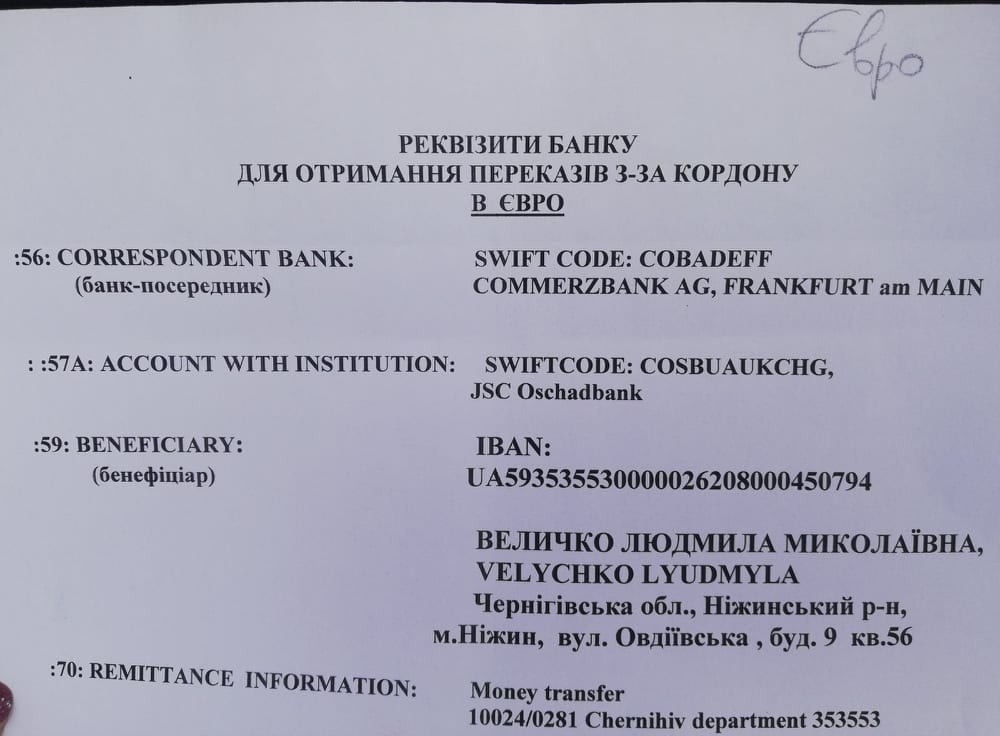 Євро
РЕКВІЗИТИ БАНКУ
ДЛЯ ОТРИМАННЯ ПЕРЕКАЗІВ З-ЗА КОРДОНУ
В ЄВРО
:56: CORRESPONDENT BANK: SWIFT CODE: COBADEFF
(банк-посередник) COMMERZBANK AG, FRANKFURT am MAIN
: :57A: ACCOUNT WITH INSTITUTION: SWIFTCODE: COSBUAUKCHG,
JSC Oschadbank
:59: BENEFICIARY: IBAN:
(бенефіціар) UA593535530000026208000450794
ВЕЛИЧКО ЛЮДМИЛА МИКОЛАЇВНА,
VELYCHKO LYUDMYLA
Чернігівська обл., Ніжинський р-н,
м.Ніжин, вул. Овдіївська , буд. 9 кв.56
:70: REMITTANCE INFORMATION: Money transfer
10024/0281 Chernihiv department 353553